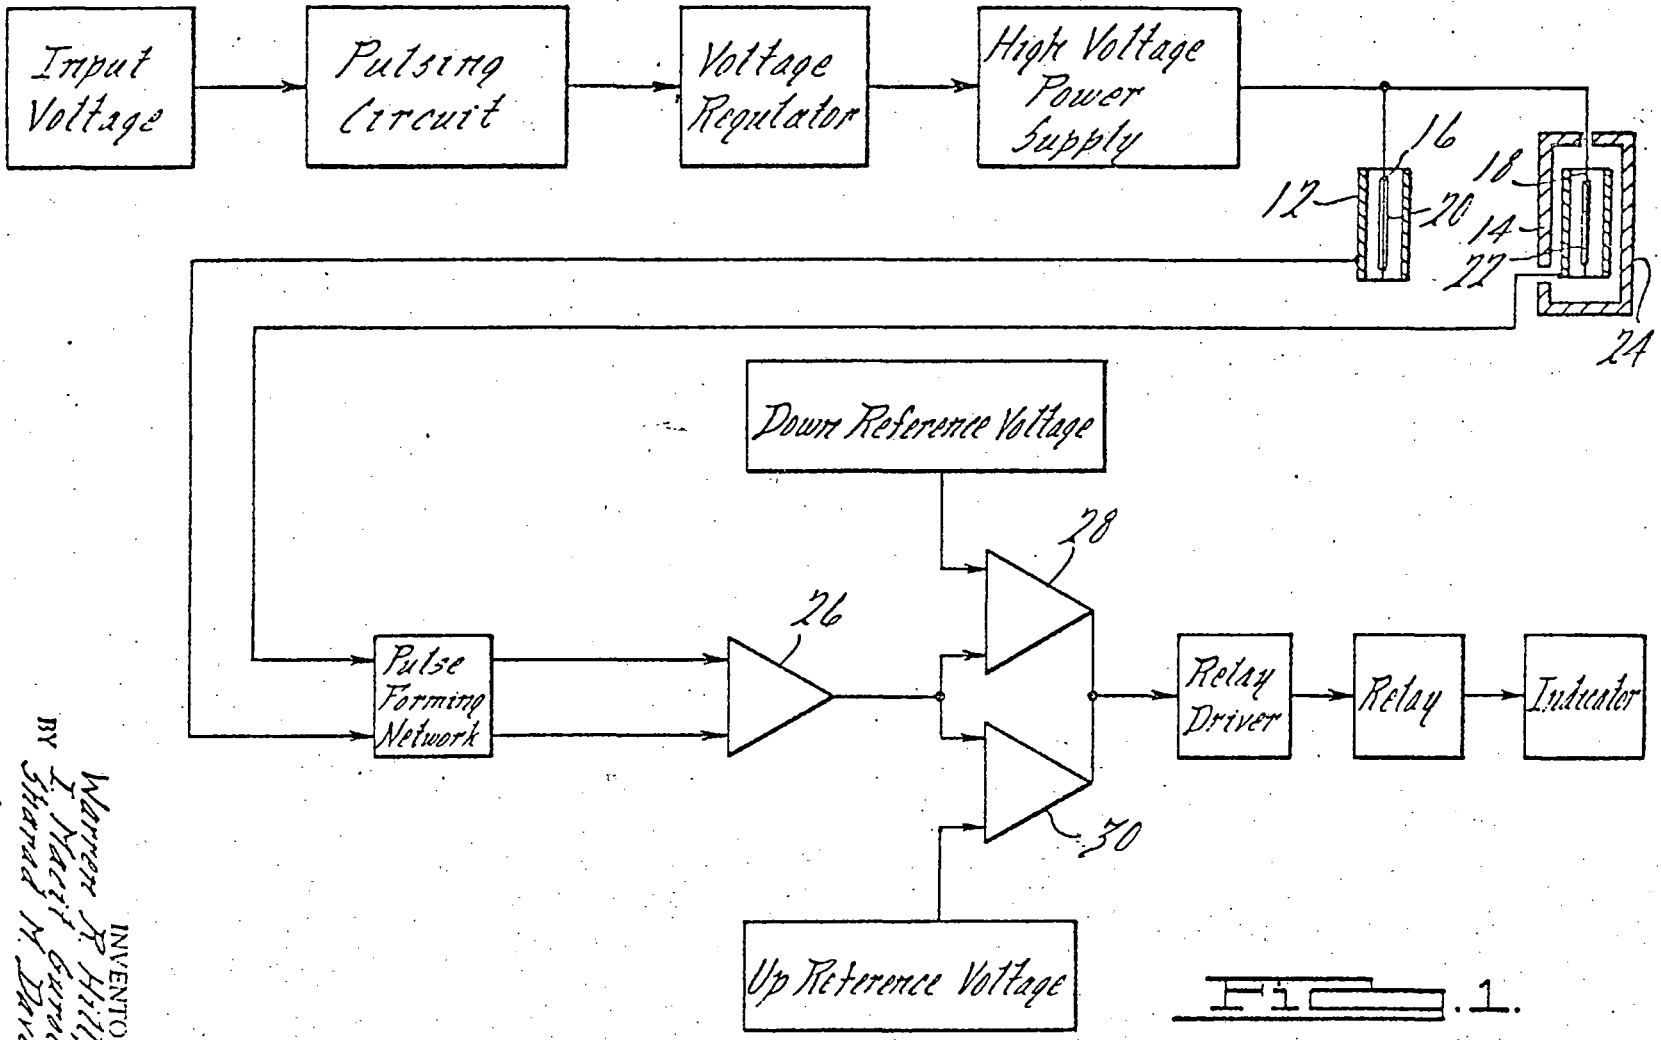 Input
Voltage
Pulsing
Circuit
Voltage
Regulator
High Voltage
Power
Supply
16
12
20
18
14
22
24
Down Reference Voltage
28
26
Pulse
Forming
Network
Relay
Driver
Relay
Indicator
30
Up Reference Voltage
Fig. 1.
INVENTO
Warren R. Hill,
BY I. Macit
Sharad M.